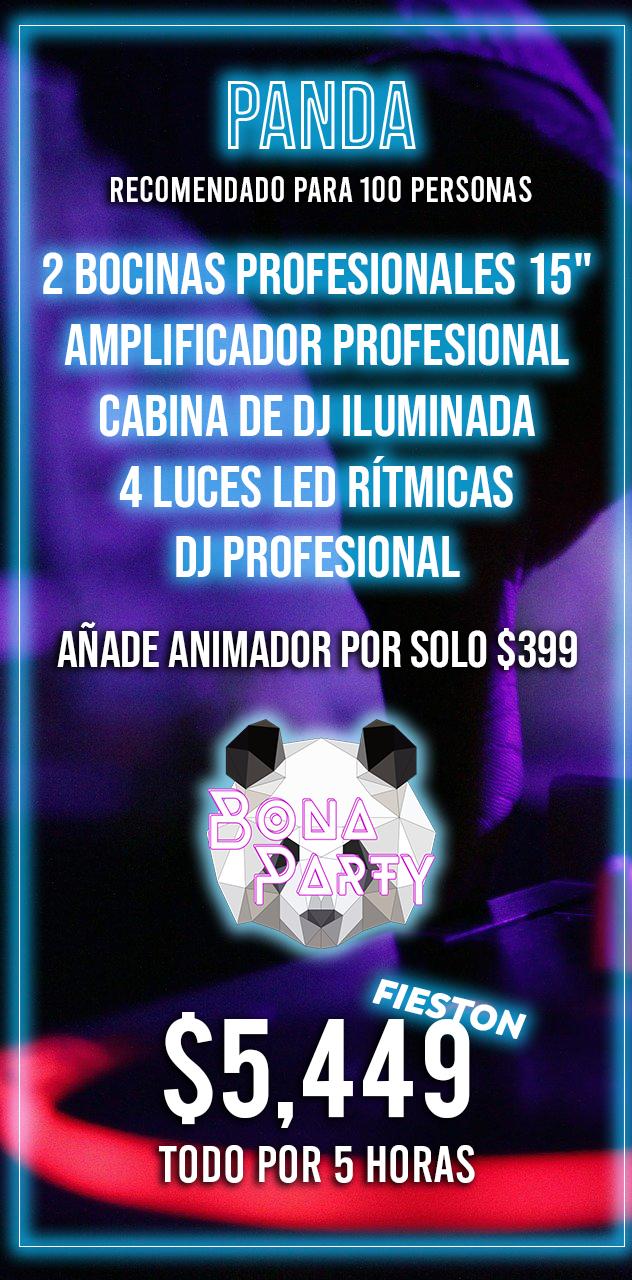 PANDA
RECOMENDADO PARA 100 PERSONAS
2 BOCINAS PROFESIONALES 15"
AMPLIFICADOR PROFESIONAL
CABINA DE DJ ILUMINADA
4 LUCES LED RÍTMICAS
DJ PROFESIONAL
AÑADE ANIMADOR POR SOLO $399
BONA
PARTY
FIESTON
$5,449
TODO POR 5 HORAS